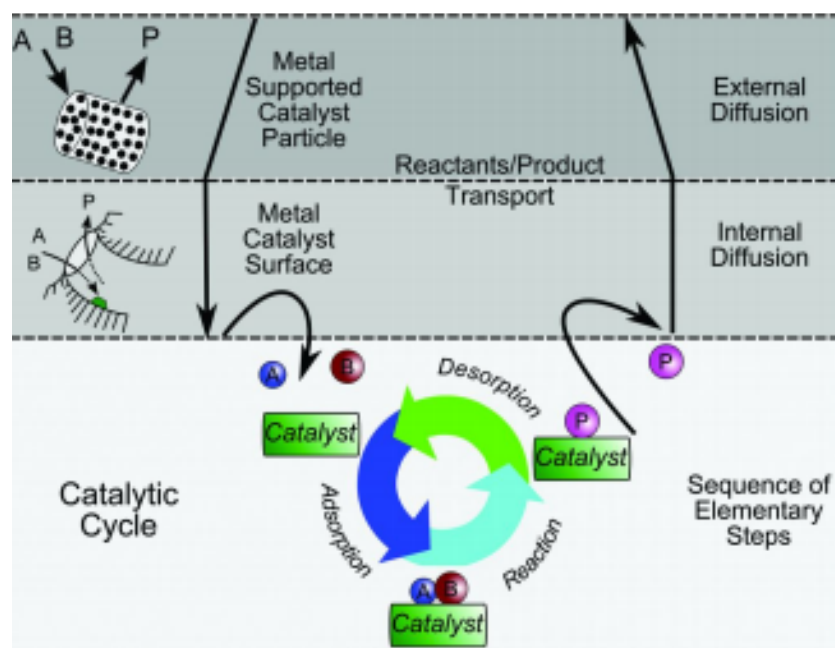 A B P
Metal
Supported
Catalyst
Particle
External
Diffusion
Reactants/Product
Transport
P
A
B
Metal
Catalyst
Surface
Internal
Diffusion
A
B
P
Desorption
P
Catalyst
Catalyst
Catalytic
Cycle
Adsorption
Reaction
Sequence of
Elementary
Steps
A B
Catalyst